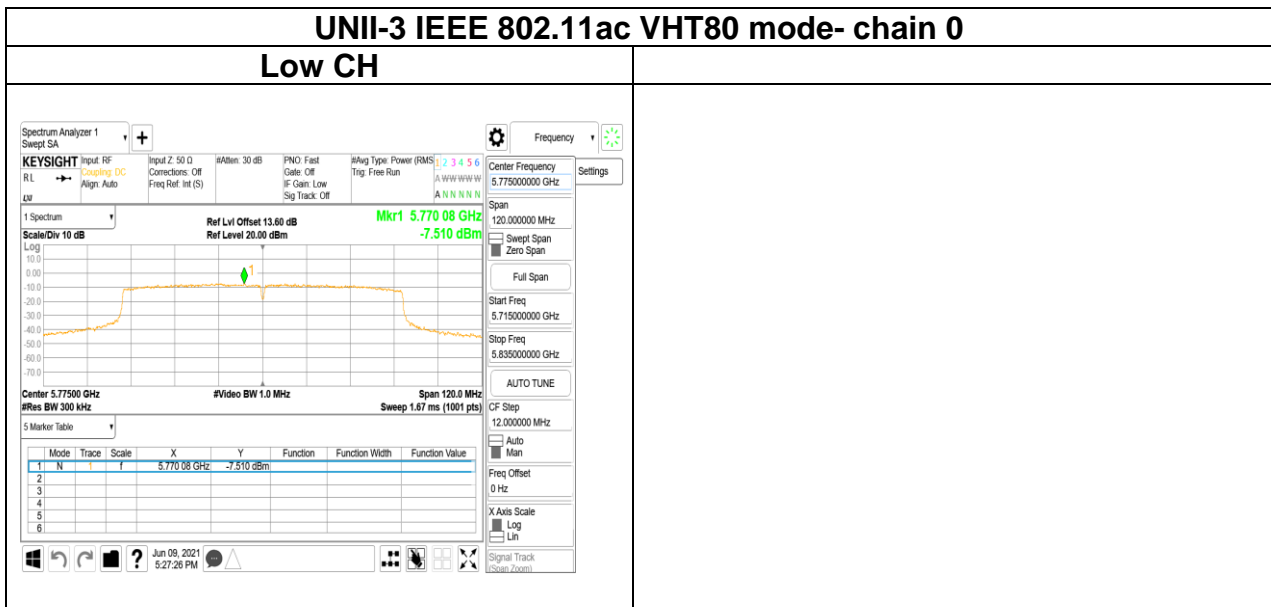 UNII-3 IEEE 802.11ac VHT80 mode- chain 0
Low CH
Spectrum Analyzer 1
Swept SA
+
Frequency
Settings
KEYSIGHT Input: RF Input Z: 50 Ω #Atten: 30 dB PNO: Fast #Avg Type: Power (RMS 1 2 3 4 5 6
RL Coupling: DC Corrections: Off Gate: Off Trig: Free Run A W W W W W
Align: Auto Freq Ref: Int (S) IF Gain: Low
Sig Track: Off A N N N N N
LXI
1 Spectrum
Scale/Div 10 dB
Ref Lvl Offset 13.60 dB
Ref Level 20.00 dBm
Mkr1 5.770 08 GHz
-7.510 dBm
Log
10.0
0.00
-10.0
-20.0
-30.0
-40.0
-50.0
-60.0
-70.0
1
Center 5.77500 GHz #Video BW 1.0 MHz Span 120.0 MHz
#Res BW 300 kHz Sweep 1.67 ms (1001 pts)
5 Marker Table
Mode Trace Scale X Y Function Function Width Function Value
1 N 1 f 5.770 08 GHz -7.510 dBm
2
3
4
5
6
Center Frequency
5.775000000 GHz
Span
120.000000 MHz
Swept Span
Zero Span
Full Span
Start Freq
5.715000000 GHz
Stop Freq
5.835000000 GHz
AUTO TUNE
CF Step
12.000000 MHz
Auto
Man
Freq Offset
0 Hz
X Axis Scale
Log
Lin
Signal Track
(Span Zoom)
?
Jun 09, 2021
5:27:26 PM